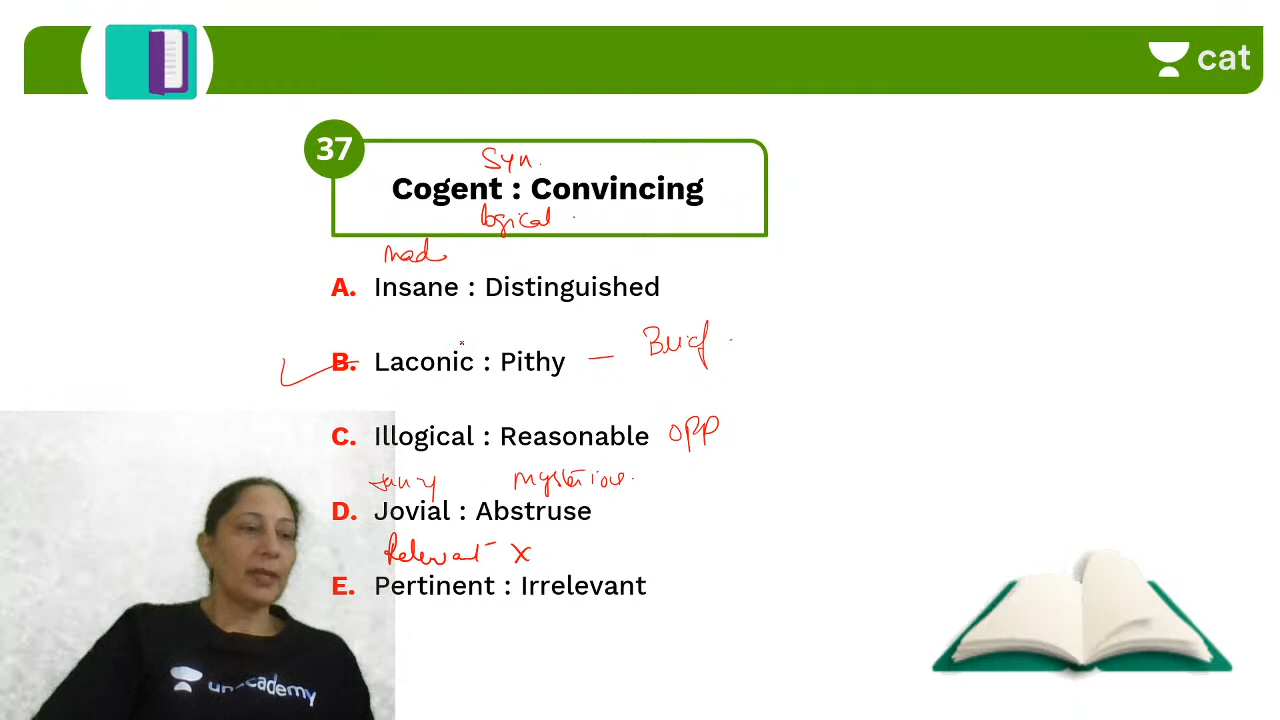 cat
37
Syn.
Cogent : Convincing
logical
mad
A. Insane : Distinguished
B. Laconic : Pithy — Brief
C. Illogical : Reasonable OPP
funny mysterious
D. Jovial : Abstruse
Relevant - X
E. Pertinent : Irrelevant
unacademy